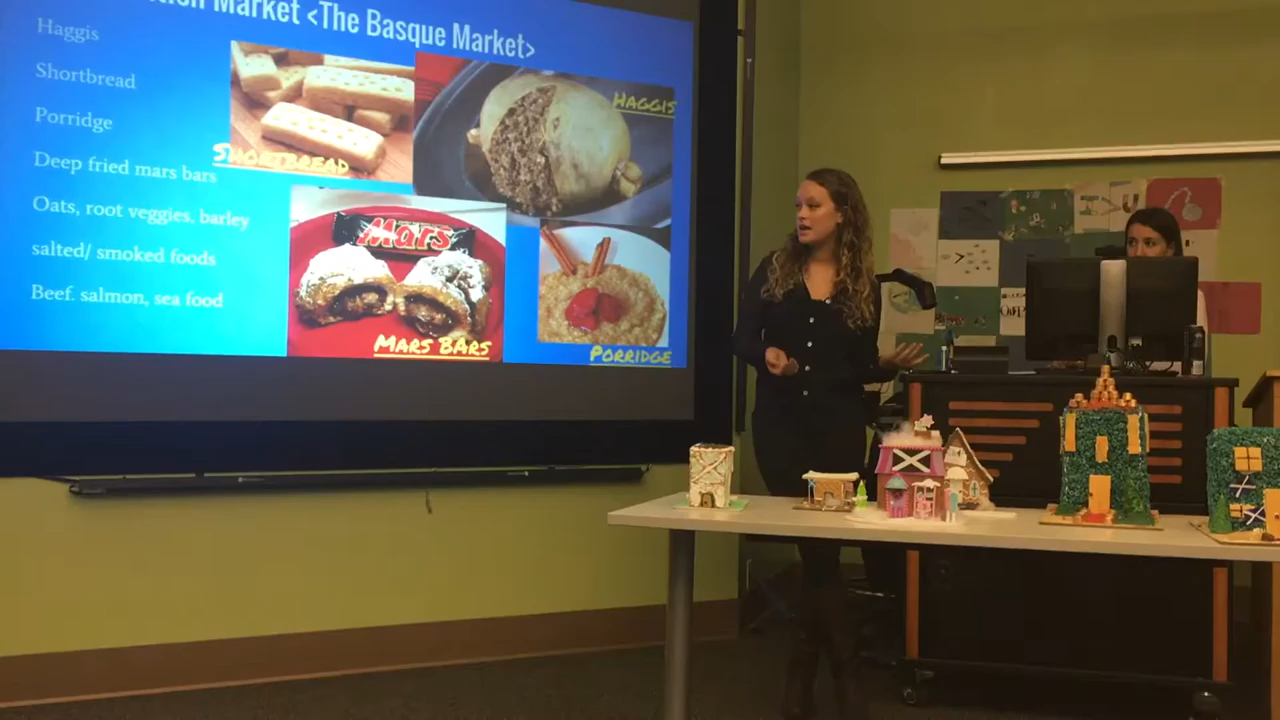 Market <The Basque Market>
Haggis
Shortbread
Porridge
Deep fried mars bars
Oats, root veggies, barley
salted/ smoked foods
Beef. salmon, sea food
SHORTBREAD
HAGGIS
Mars
MARS BARS
PORRIDGE